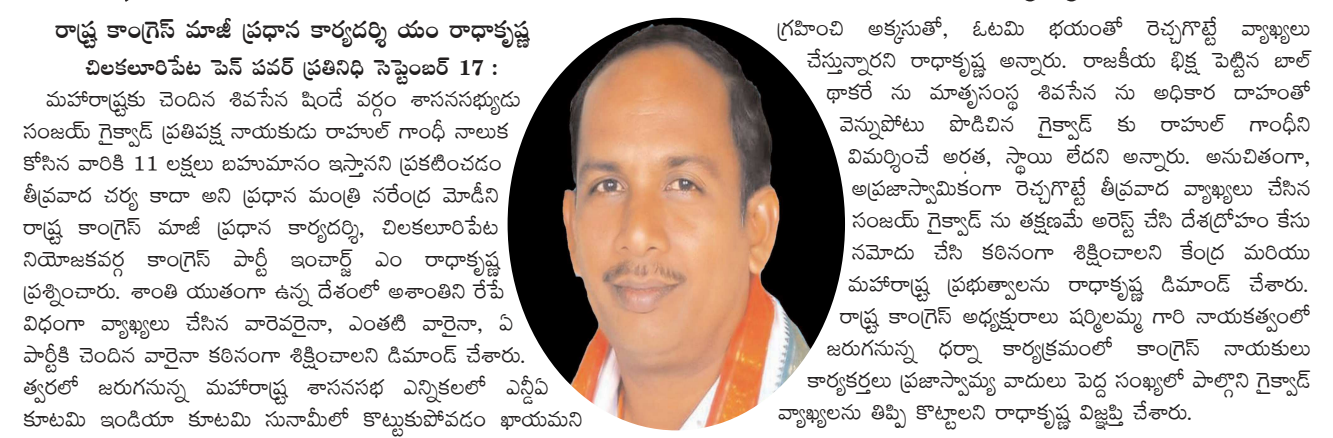 రాష్ట్ర కాంగ్రెస్ మాజీ ప్రధాన కార్యదర్శి యం రాధాకృష్ణ
చిలకలూరిపేట పెన్ పవర్ ప్రతినిధి సెప్టెంబర్ 17 :
మహారాష్ట్రకు చెందిన శివసేన షిండే వర్గం శాసనసభ్యుడు
సంజయ్ గైక్వాడ్ ప్రతిపక్ష నాయకుడు రాహుల్ గాంధీ నాలుక
కోసిన వారికి 11 లక్షలు బహుమానం ఇస్తానని ప్రకటించడం
తీవ్రవాద చర్య కాదా అని ప్రధాన మంత్రి నరేంద్ర మోడీని
రాష్ట్ర కాంగ్రెస్ మాజీ ప్రధాన కార్యదర్శి, చిలకలూరిపేట
నియోజకవర్గ కాంగ్రెస్ పార్టీ ఇంచార్జ్ ఎం రాధాకృష్ణ
ప్రశ్నించారు. శాంతి యుతంగా ఉన్న దేశంలో అశాంతిని రేపే
విధంగా వ్యాఖ్యలు చేసిన వారెవరైనా, ఎంతటి వారైనా, ఏ
పార్టీకి చెందిన వారైనా కఠినంగా శిక్షించాలని డిమాండ్ చేశారు.
త్వరలో జరుగనున్న మహారాష్ట్ర శాసనసభ ఎన్నికలలో ఎన్డీఏ
కూటమి ఇండియా కూటమి సునామీలో కొట్టుకుపోవడం ఖాయమని
గ్రహించి అక్కసుతో, ఓటమి భయంతో రెచ్చగొట్టే వ్యాఖ్యలు
చేస్తున్నారని రాధాకృష్ణ అన్నారు. రాజకీయ భిక్ష పెట్టిన బాల్
థాకరే ను మాతృసంస్థ శివసేన ను అధికార దాహంతో
వెన్నుపోటు పొడిచిన గైక్వాడ్ కు రాహుల్ గాంధీని
విమర్శించే అర్హత, స్థాయి లేదని అన్నారు. అనుచితంగా,
అప్రజాస్వామికంగా రెచ్చగొట్టే తీవ్రవాద వ్యాఖ్యలు చేసిన
సంజయ్ గైక్వాడ్ ను తక్షణమే అరెస్ట్ చేసి దేశద్రోహం కేసు
నమోదు చేసి కఠినంగా శిక్షించాలని కేంద్ర మరియు
మహారాష్ట్ర ప్రభుత్వాలను రాధాకృష్ణ డిమాండ్ చేశారు.
రాష్ట్ర కాంగ్రెస్ అధ్యక్షురాలు షర్మిలమ్మ గారి నాయకత్వంలో
జరుగనున్న ధర్నా కార్యక్రమంలో కాంగ్రెస్ నాయకులు
కార్యకర్తలు ప్రజాస్వామ్య వాదులు పెద్ద సంఖ్యలో పాల్గొని గైక్వాడ్
వ్యాఖ్యలను తిప్పి కొట్టాలని రాధాకృష్ణ విజ్ఞప్తి చేశారు.